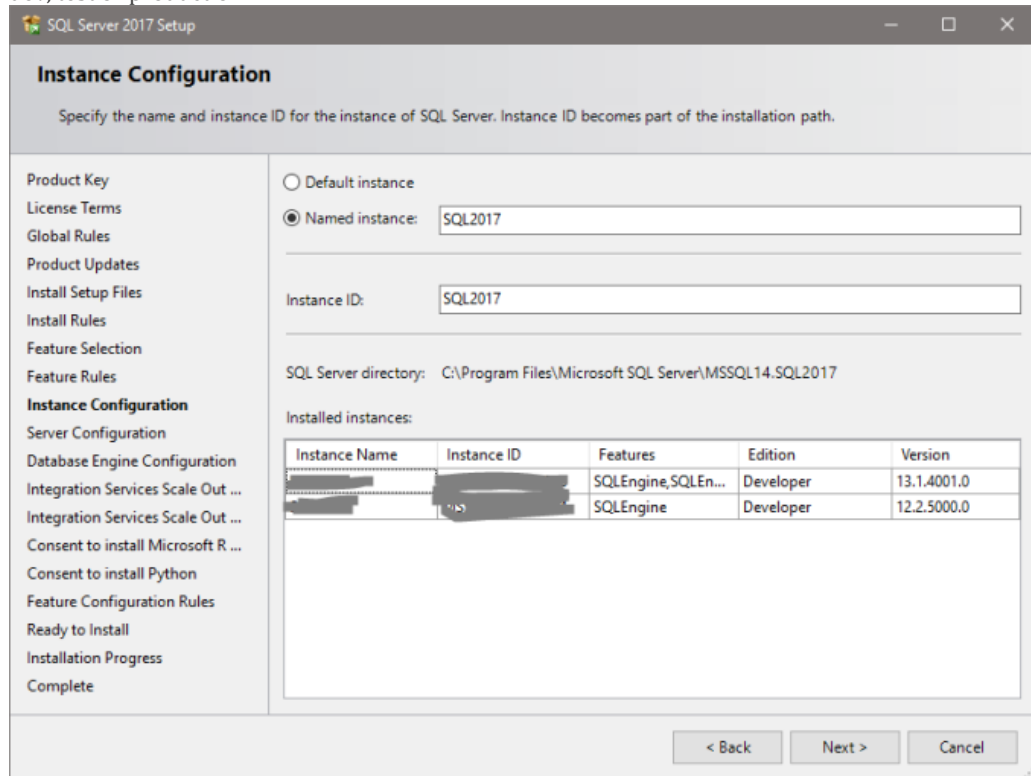 SQL Server 2017 Setup
Instance Configuration
Specify the name and instance ID for the instance of SQL Server. Instance ID becomes part of the installation path.
Product Key
License Terms
Global Rules
Product Updates
Install Setup Files
Install Rules
Feature Selection
Feature Rules
Instance Configuration
Server Configuration
Database Engine Configuration
Integration Services Scale Out ...
Integration Services Scale Out ...
Consent to install Microsoft R ...
Consent to install Python
Feature Configuration Rules
Ready to Install
Installation Progress
Complete
Default instance
Named instance: SQL2017
Instance ID: SQL2017
SQL Server directory: C:\Program Files\Microsoft SQL Server\MSSQL14.SQL2017
Installed instances:
Instance Name Instance ID Features Edition Version
SQLEngine,SQLEn... Developer 13.1.4001.0
SQLEngine Developer 12.2.5000.0
< Back Next > Cancel